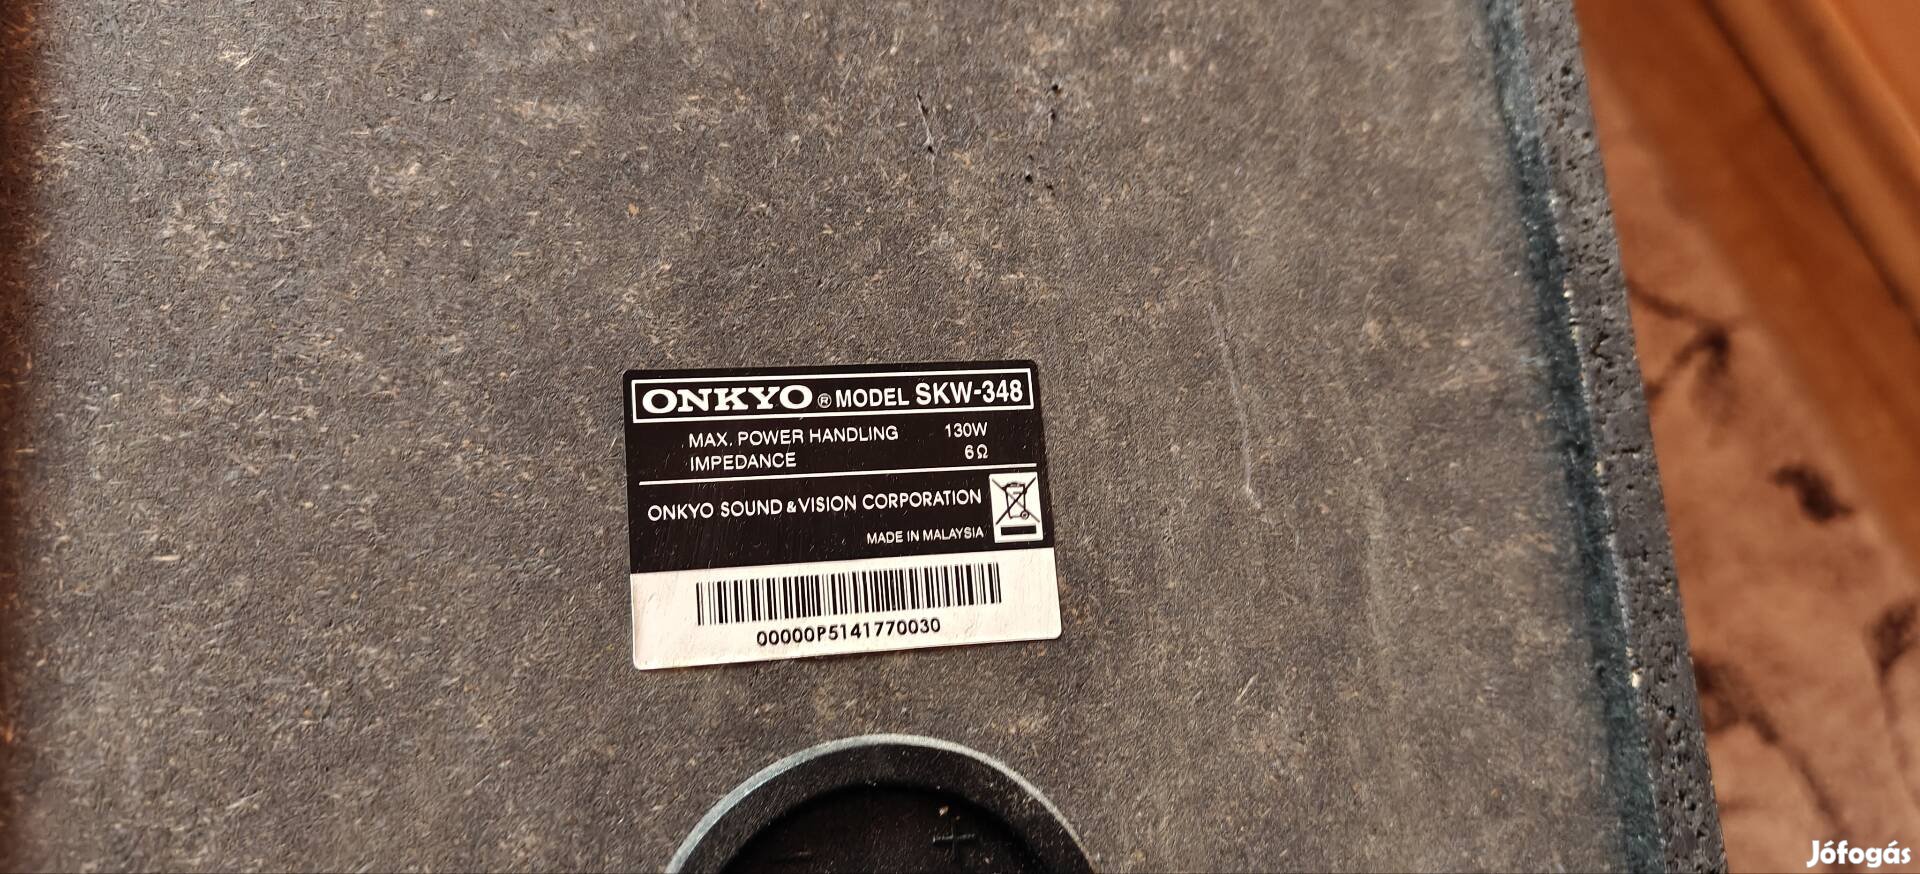 ONKYO ® MODEL SKW-348
MAX. POWER HANDLING 130W
IMPEDANCE 6Ω
ONKYO SOUND & VISION CORPORATION
MADE IN MALAYSIA
00000P5141770030
+
Jófogás